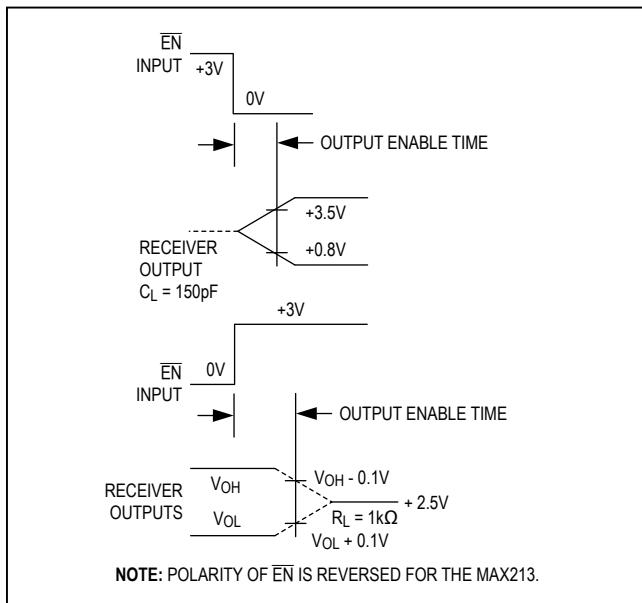 EN
INPUT
+3V
0V
OUTPUT ENABLE TIME
+3.5V
+0.8V
RECEIVER
OUTPUT
CL = 150pF
+3V
0V
EN
INPUT
OUTPUT ENABLE TIME
RECEIVER
OUTPUTS
VOH
VOL
VOH - 0.1V
+ 2.5V
RL = 1kΩ
VOL + 0.1V
NOTE: POLARITY OF EN IS REVERSED FOR THE MAX213.